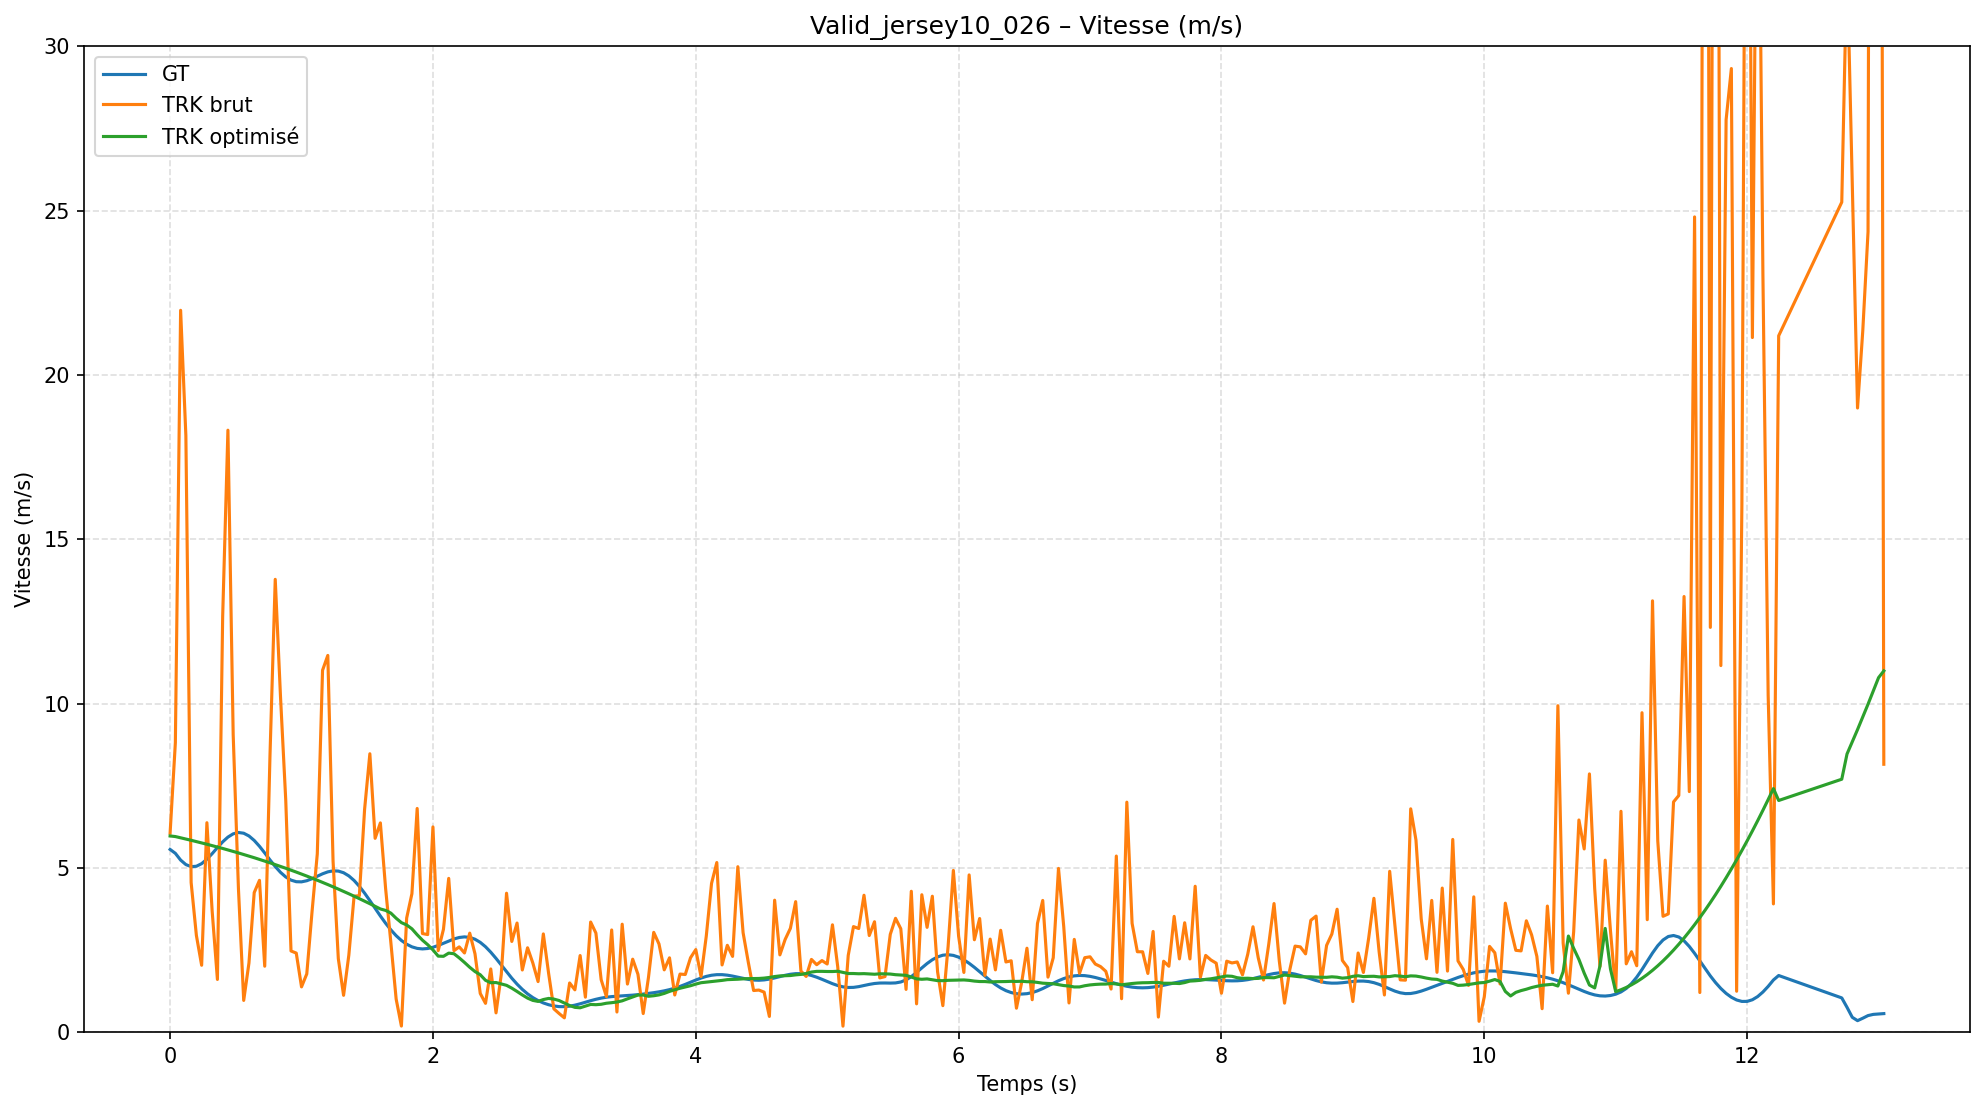 Valid_jersey10_026 – Vitesse (m/s)
GT
TRK brut
TRK optimisé
Vitesse (m/s)
30
25
20
15
10
5
0
0 2 4 6 8 10 12
Temps (s)